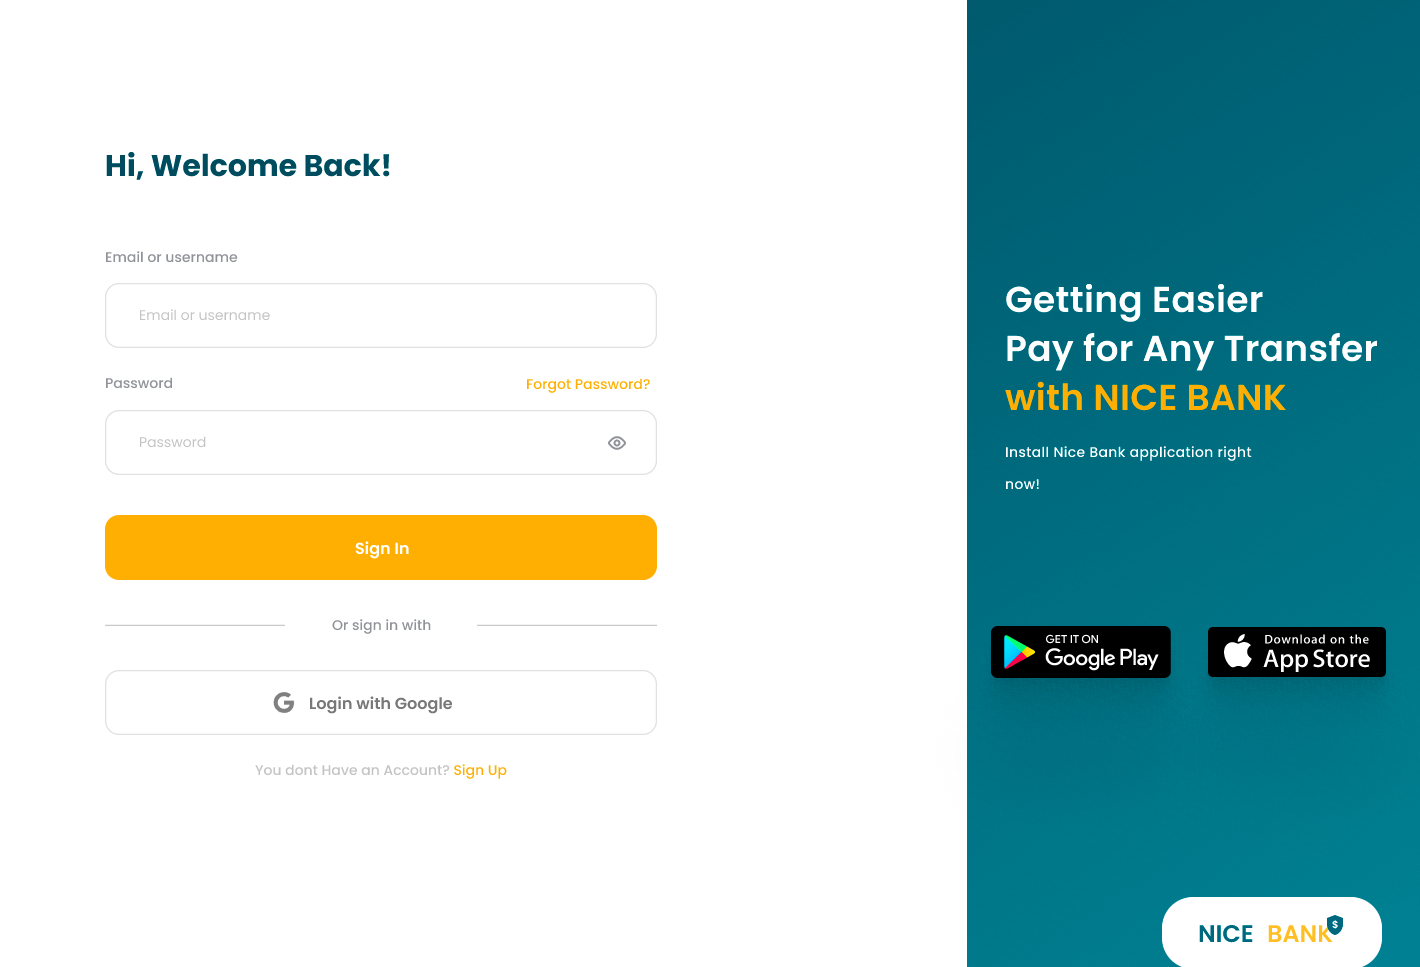 Hi, Welcome Back!
Email or username
Email or username
Password
Forgot Password?
Password
Sign In
Or sign in with
Login with Google
You dont Have an Account? Sign Up
Getting Easier
Pay for Any Transfer
with NICE BANK
Install Nice Bank application right
now!
GET IT ON
Google Play
Download on the
App Store
NICE BANK
$